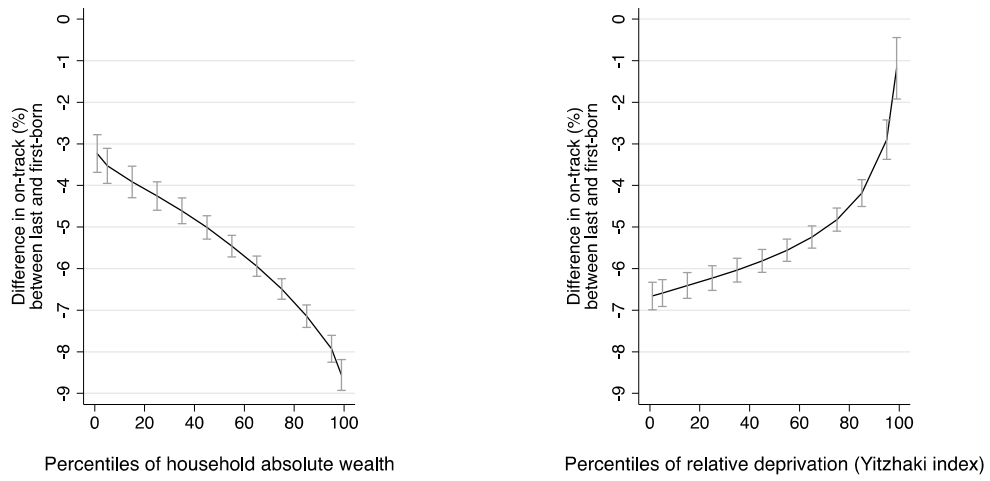 Difference in on-track (%)
between last and first-born
0
-1
-2
-3
-4
-5
-6
-7
-8
-9
0 20 40 60 80 100
Percentiles of household absolute wealth
Difference in on-track (%)
between last and first-born
0
-1
-2
-3
-4
-5
-6
-7
-8
-9
0 20 40 60 80 100
Percentiles of relative deprivation (Yitzhaki index)